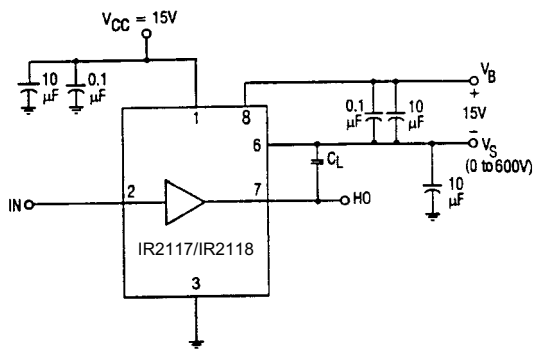 VCC = 15V
10 µF
0.1 µF
1
8
VB
+
0.1 µF
10 µF
15V
6
–
VS
(0 to 600V)
CL
10 µF
IN
2
7
HO
IR2117/IR2118
3